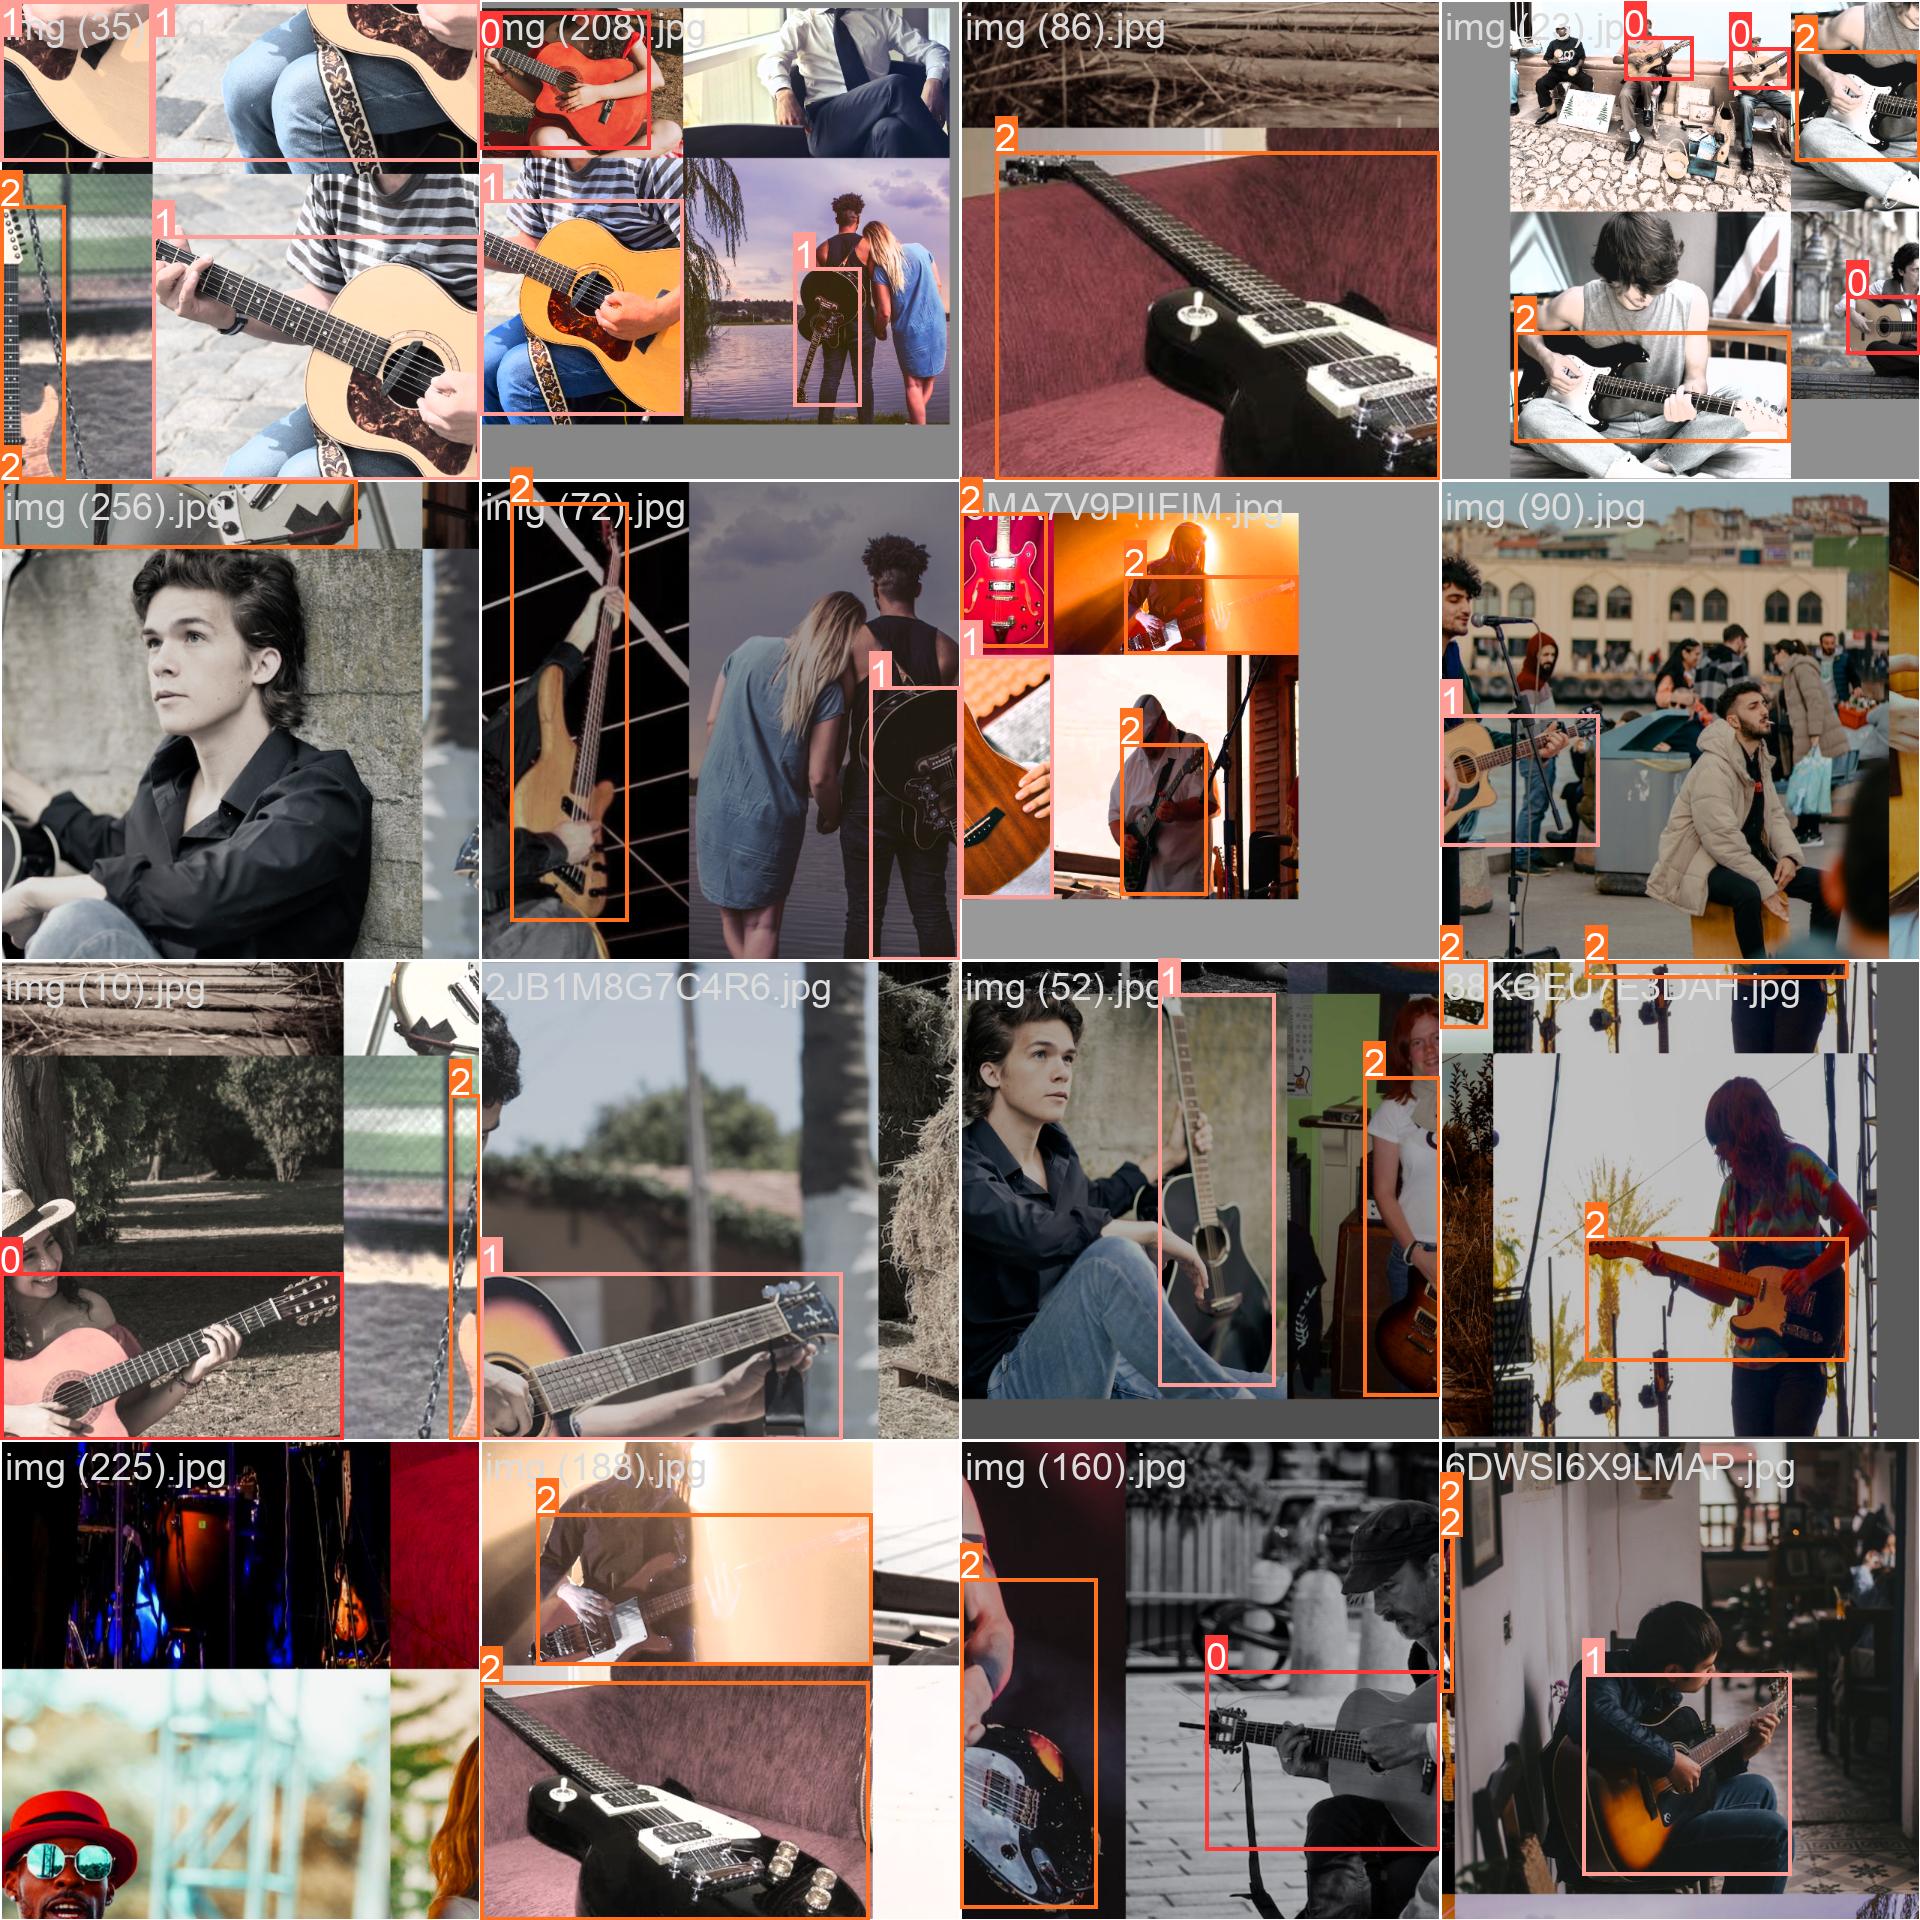 img (35).jpg
img (208).jpg
img (86).jpg
img (23).jpg
1
1
0
0
0
2
2
1
1
2
1
1
2
0
2
2
img (256).jpg
img (72).jpg
MA7V9PIIFIM.jpg
img (90).jpg
2
2
2
1
2
1
1
2
2
img (10).jpg
2JB1M8G7C4R6.jpg
img (52).jpg
38KGEU7E3DAH.jpg
1
2
2
2
0
1
2
img (225).jpg
img (188).jpg
img (160).jpg
6DWSI6X9LMAP.jpg
2
2
2
2
0
1
2